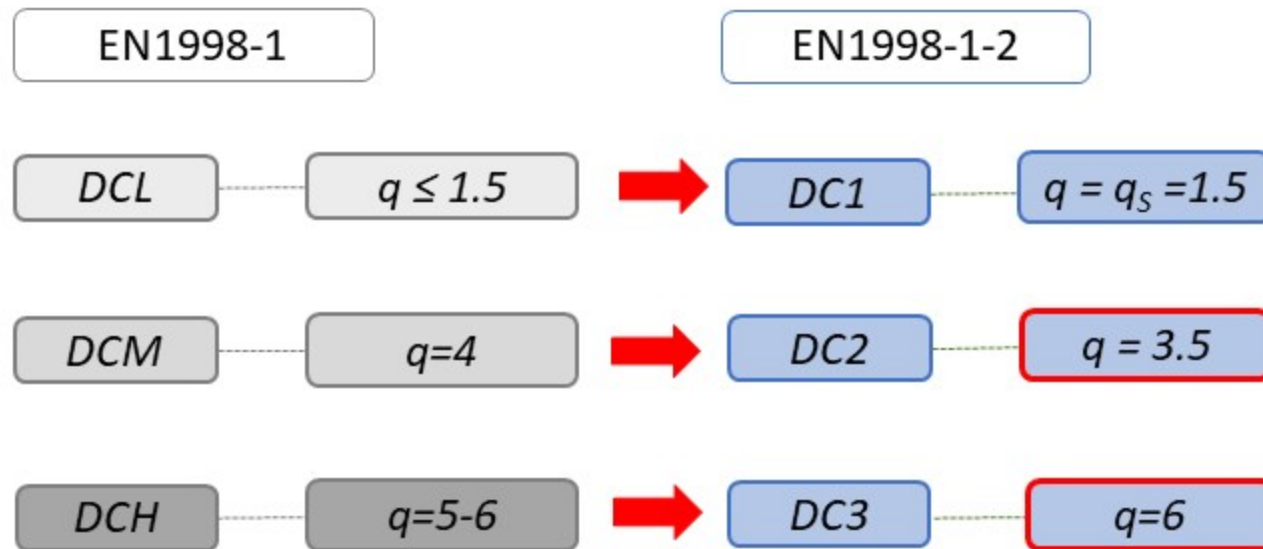 EN1998-1 EN1998-1-2
DCL q ≤ 1.5 DC1 q = qS =1.5
DCM q=4 DC2 q = 3.5
DCH q=5-6 DC3 q=6